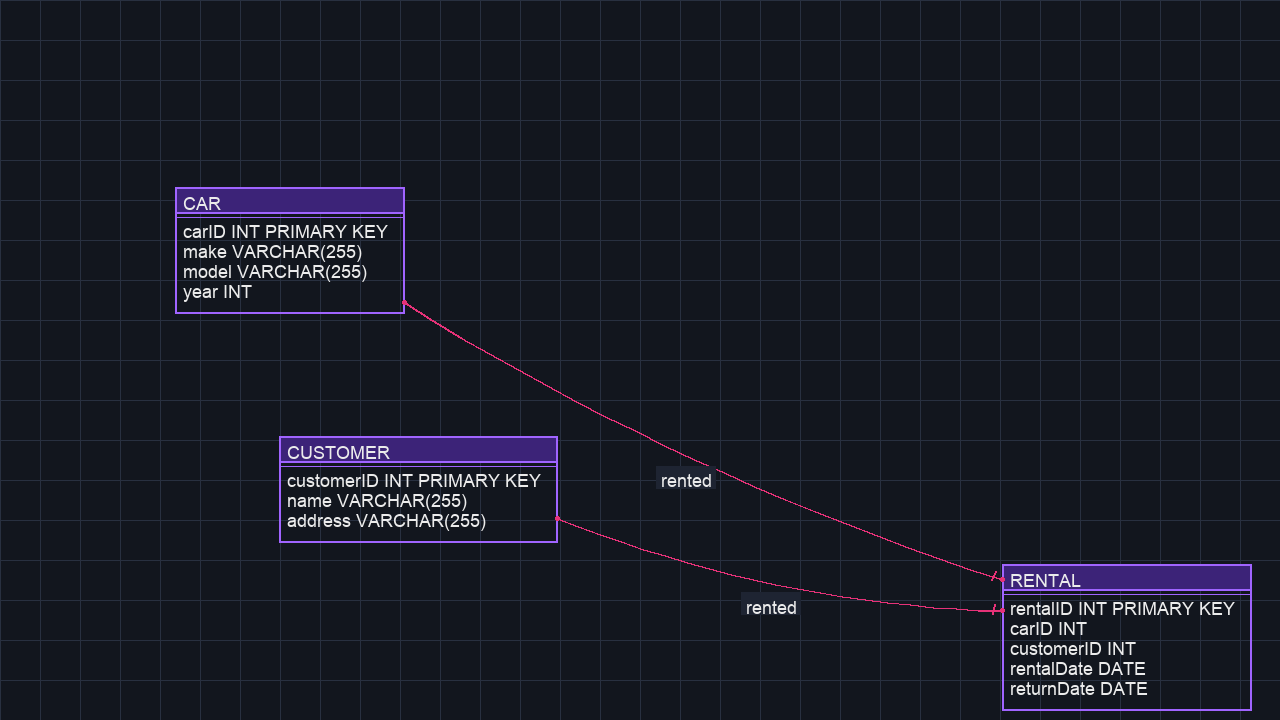 CAR
carID INT PRIMARY KEY
make VARCHAR(255)
model VARCHAR(255)
year INT
CUSTOMER
customerID INT PRIMARY KEY
name VARCHAR(255)
address VARCHAR(255)
rented
rented
RENTAL
rentalID INT PRIMARY KEY
carID INT
customerID INT
rentalDate DATE
returnDate DATE